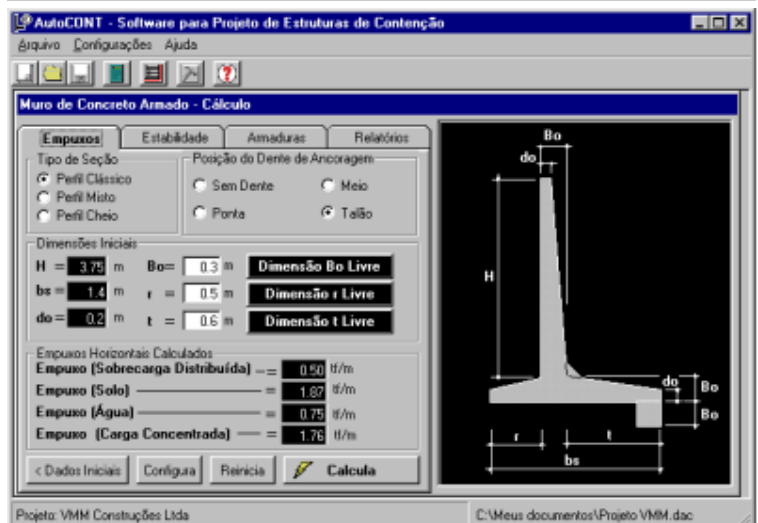 AutoCONT - Software para Projeto de Estruturas de Contenção
Arquivo Configurações Ajuda
Muro de Concreto Armado - Cálculo
Empuxos Estabilidade Armaduras Relatórios
Tipo de Seção
Perfil Clássico
Perfil Misto
Perfil Cheio
Posição do Dente de Ancoragem
Sem Dente Meio
Ponta Talão
Dimensões Iniciais
H = 3.75 m Bo= 0.3 m Dimensão Bo Livre
bs = 1.4 m r = 0.5 m Dimensão r Livre
do = 0.2 m t = 0.6 m Dimensão t Livre
Empuxos Horizontais Calculados
Empuxo (Sobrecarga Distribuída) = 0.50 tf/m
Empuxo (Solo) = 1.87 tf/m
Empuxo (Água) = 0.75 tf/m
Empuxo (Carga Concentrada) = 1.76 tf/m
< Dados Iniciais Configura Reinicia Calcula
Bo
do
H
do Bo
Bo
r t
bs
Projeto: VMM Construções Ltda C:\Meus documentos\Projeto VMM.dac